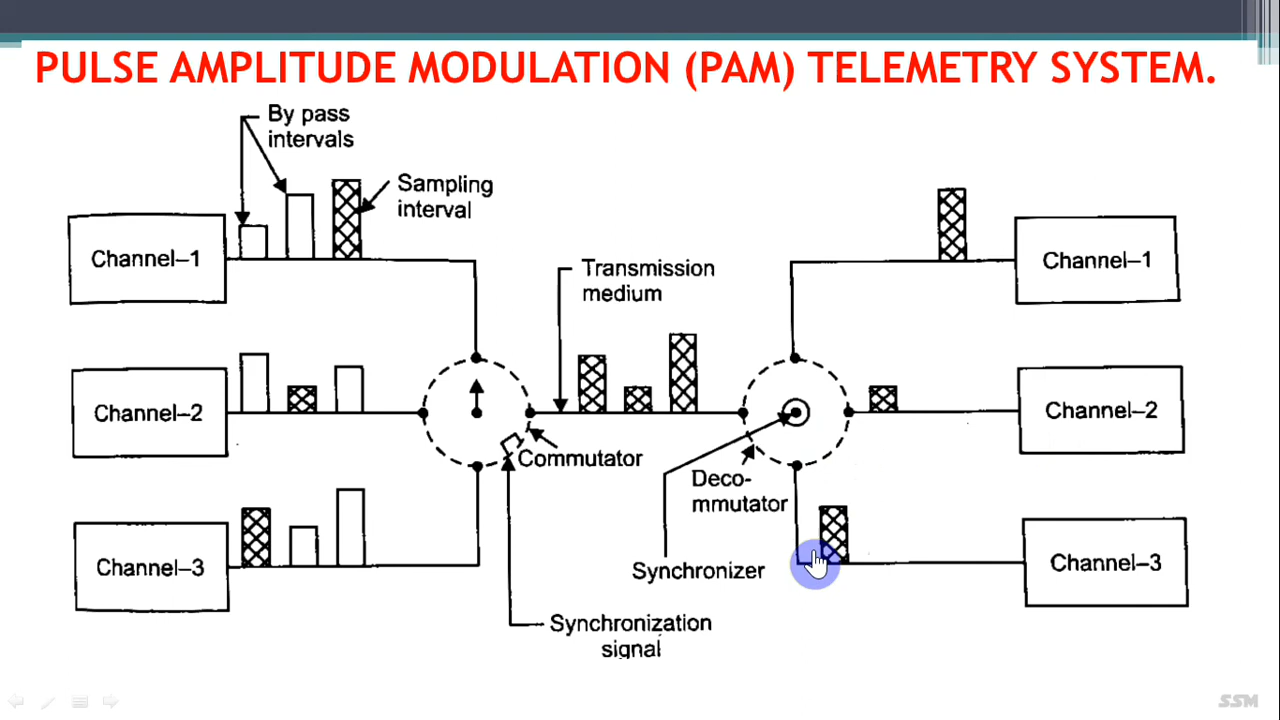 PULSE AMPLITUDE MODULATION (PAM) TELEMETRY SYSTEM.
By pass
intervals
Sampling
interval
Channel–1
Transmission
medium
Channel–1
Channel–2
Commutator
Deco-
mmutator
Channel–2
Channel–3
Synchronizer
Channel–3
Synchronization
signal
SSM